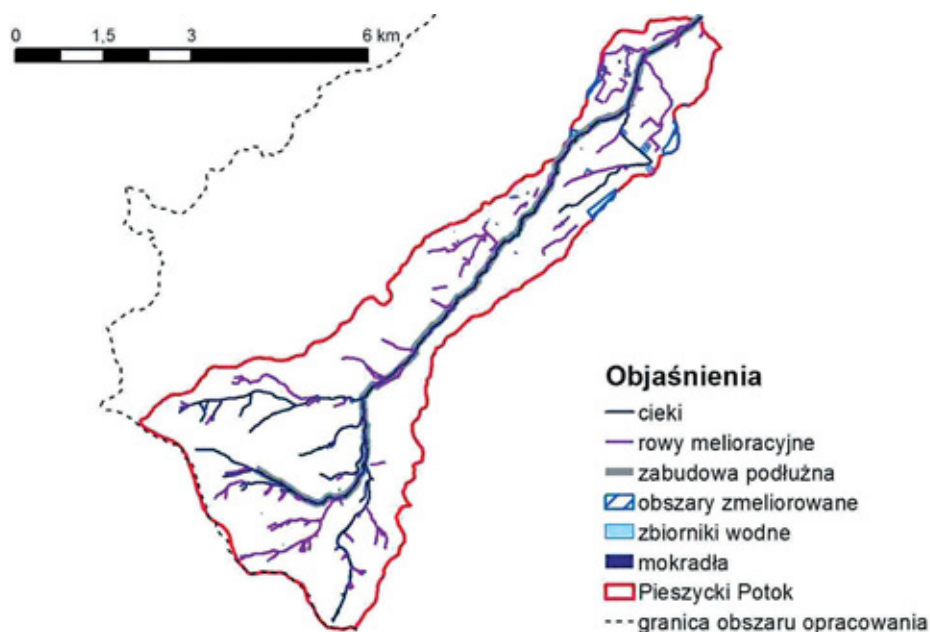 0 1,5 3 6 km
Objaśnienia
cieki
rowy melioracyjne
zabudowa podłużna
obszary zmeliorowane
zbiorniki wodne
mokradła
Pieszycki Potok
granica obszaru opracowania